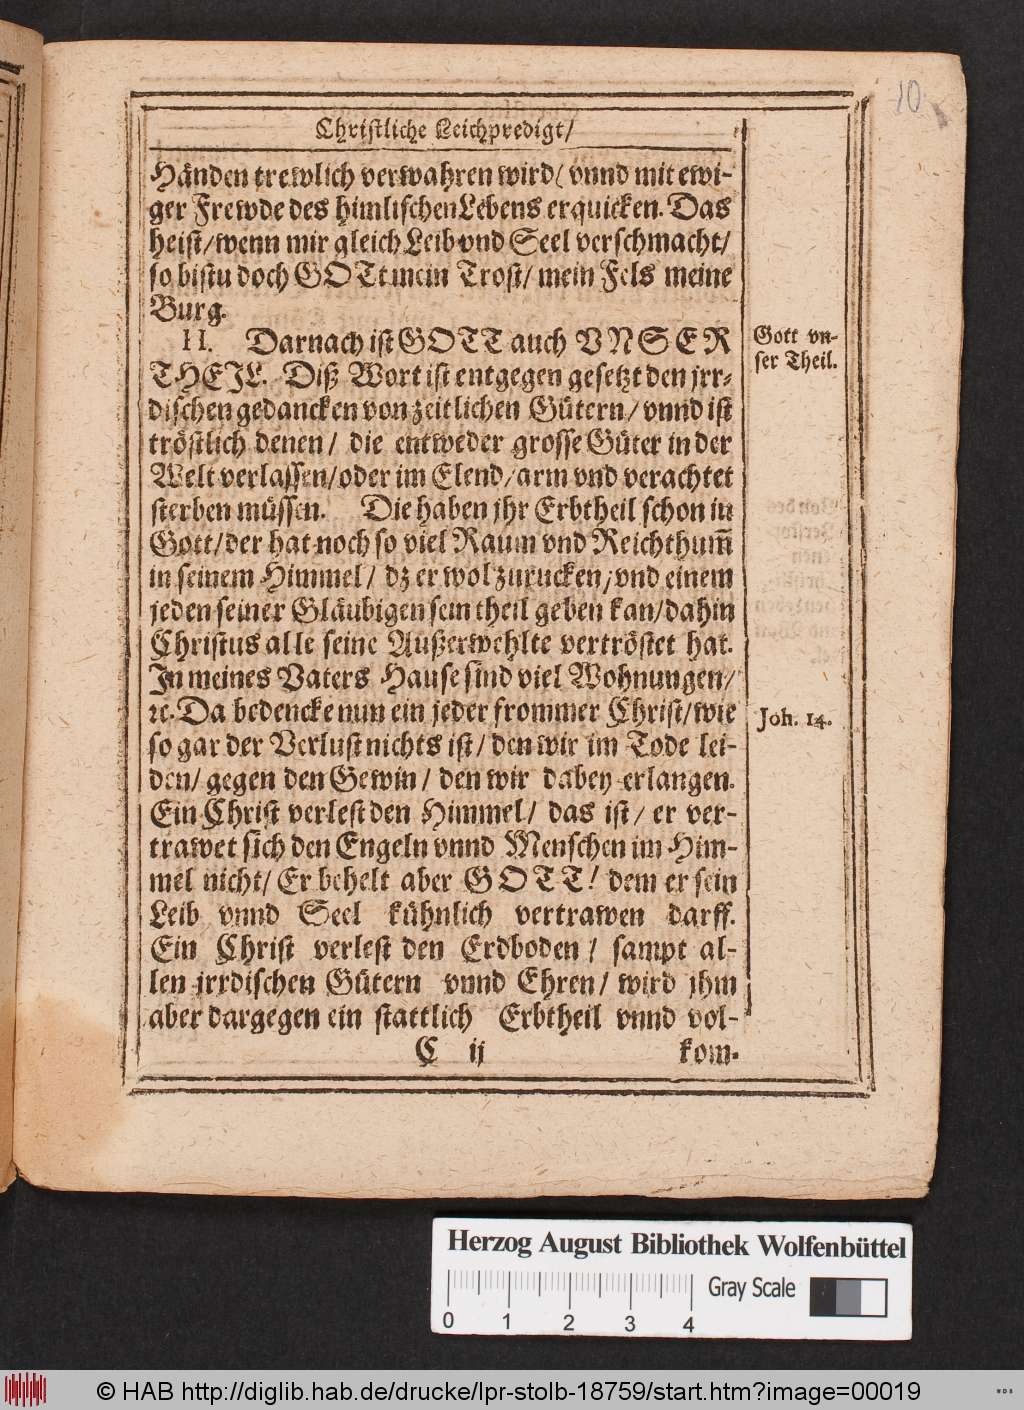 10
Christliche Leichpredigt/
Händen trewlich verwahren wird/ vnnd mit ewi-
ger Frewde des himlischen Lebens erquicken. Das
heist/ wenn mir gleich Leib vnd Seel verschmacht/
so bistu doch GOTt mein Trost/ mein Fels meine
Burg.
II. Darnach ist GOTT auch VNSER
THEIL. Diß Wort ist entgegen gesetzt den jrr-
dischen gedancken von zeitlichen Gütern/ vnnd ist
tröstlich denen/ die entweder grosse Güter in der
Welt verlassen/ oder im Elend/ arm vnd verachtet
sterben müssen. Die haben jhr Erbtheil schon in
Gott/ der hat noch so viel Raum vnd Reichthum̃
in seinem Himmel/ dz er wol zurucken/ vnd einem
jeden seiner Gläubigen sein theil geben kan/ dahin
Christus alle seine Außerwehlte vertröstet hat.
In meines Vaters Hause sind viel Wohnungen/
ꝛc. Da bedencke nun ein jeder frommer Christ/ wie
so gar der Verlust nichts ist/ den wir im Tode lei-
den/ gegen den Gewin/ den wir dabey erlangen.
Ein Christ verlest den Himmel/ das ist/ er ver-
trawet sich den Engeln vnnd Menschen im Him-
mel nicht/ Er behelt aber GOTT/ dem er sein
Leib vnnd Seel kühnlich vertrawen darff.
Ein Christ verlest den Erdboden/ sampt al-
len jrrdischen Gütern vnnd Ehren/ wird jhm
aber dargegen ein stattlich Erbtheil vnnd vol-
C ij kom-
Gott vn-
ser Theil.
Joh. 14.
Herzog August Bibliothek Wolfenbüttel
Gray Scale
0 1 2 3 4
© HAB http://diglib.hab.de/drucke/lpr-stolb-18759/start.htm?image=00019